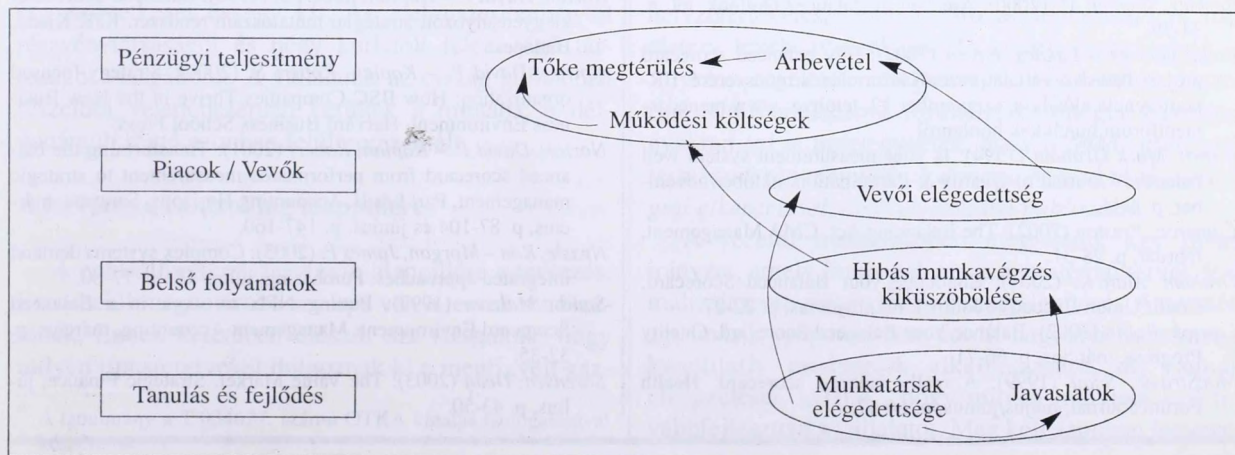 Pénzügyi teljesítmény
Piacok / Vevők
Belső folyamatok
Tanulás és fejlődés
Tőke megtérülés
Árbevétel
Működési költségek
Vevői elégedettség
Hibás munkavégzés
kiküszöbölése
Munkatársak
elégedettsége
Javaslatok